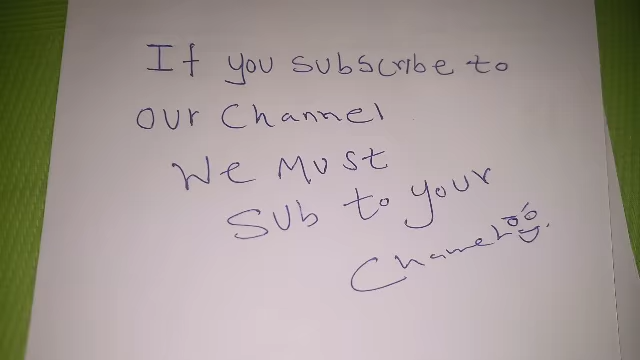 If you subscribe to
our channel
We Must
Sub to your
Channel